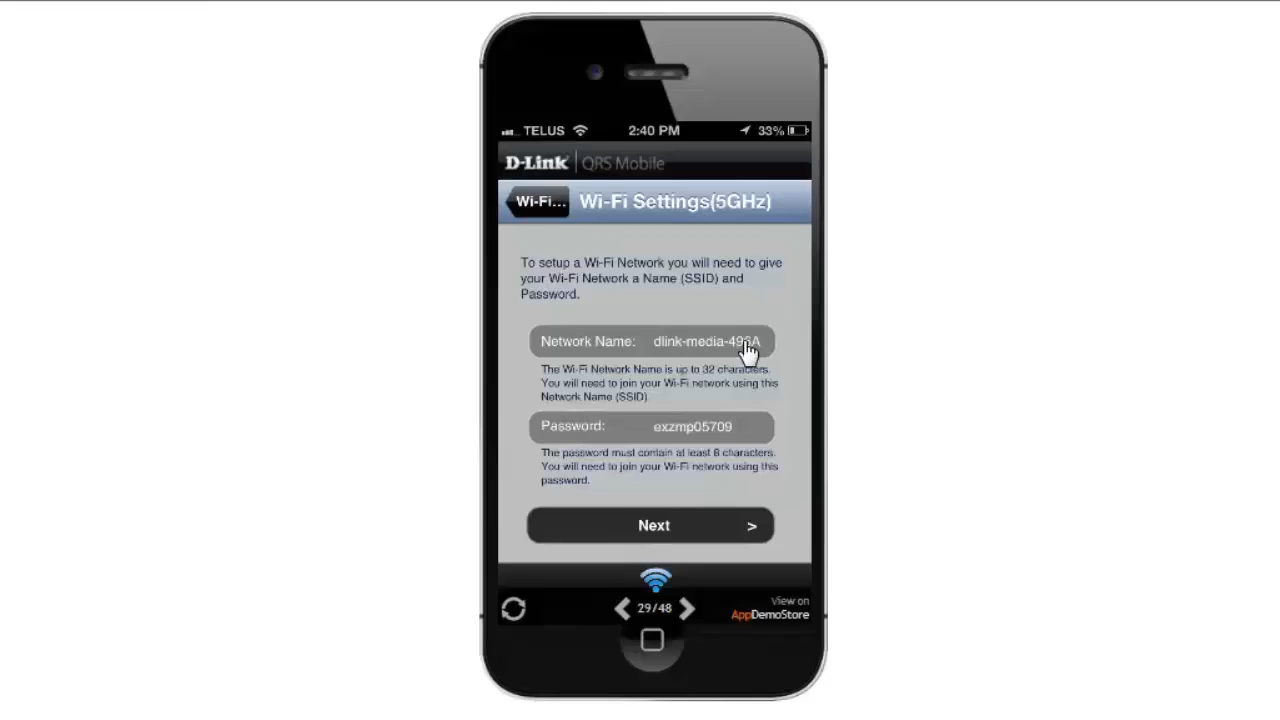 TELUS 2:40 PM 33%
D-Link QRS Mobile
Wi-Fi... Wi-Fi Settings(5GHz)
To setup a Wi-Fi Network you will need to give
your Wi-Fi Network a Name (SSID) and
Password.
Network Name: dlink-media-496A
The Wi-Fi Network Name is up to 32 characters.
You will need to join your Wi-Fi network using this
Network Name (SSID)
Password: exzmp05709
The password must contain at least 8 characters.
You will need to join your Wi-Fi network using this
password.
Next >
29/48
View on
AppDemoStore